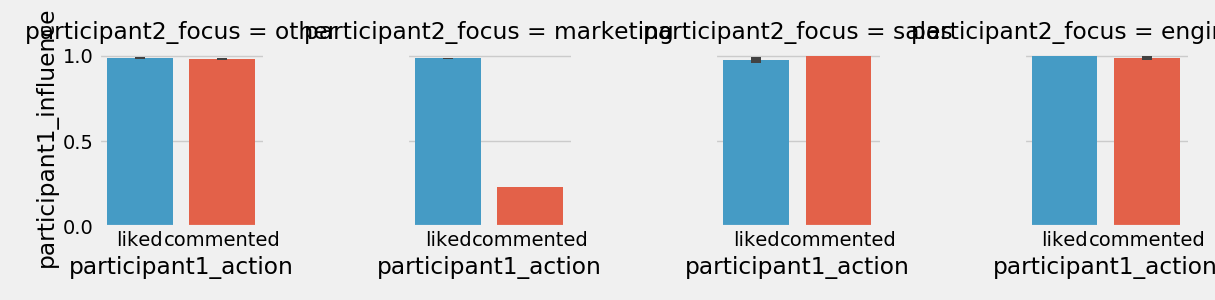 participant2_focus = other
participant2_focus = marketing
participant2_focus = sales
participant2_focus = engin
participant1_influence
1.0
0.5
0.0
liked commented
liked commented
liked commented
liked commented
participant1_action
participant1_action
participant1_action
participant1_action